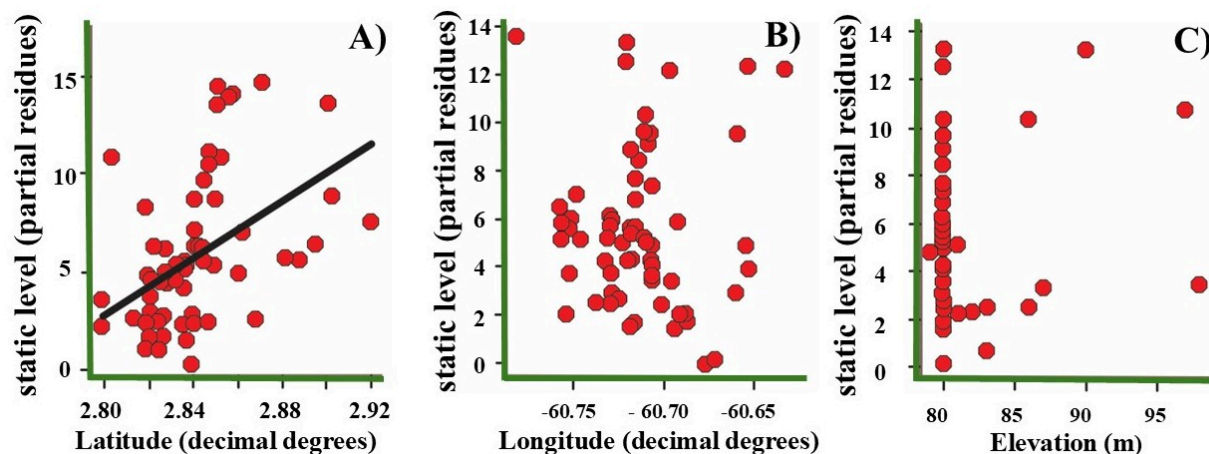 A)
static level (partial residues)
15
10
5
0
2.80 2.84 2.88 2.92
Latitude (decimal degrees)
B)
static level (partial residues)
14
12
10
8
6
4
2
0
-60.75 - 60.70 -60.65
Longitude (decimal degrees)
C)
static level (partial residues)
14
12
10
8
6
4
2
0
80 85 90 95
Elevation (m)